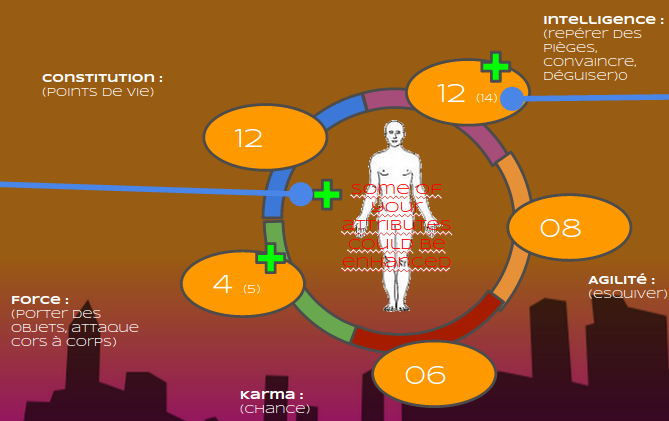 Intelligence :
(repérer des
pièges,
convaincre,
déguiser)o
Constitution :
(Points de vie)
12 (14)
12
some of
your
attributes
could be
enhanced
08
4 (5)
Agilité :
(esquiver)
Force :
(porter des
objets, attaque
cors à corps)
06
Karma :
(chance)